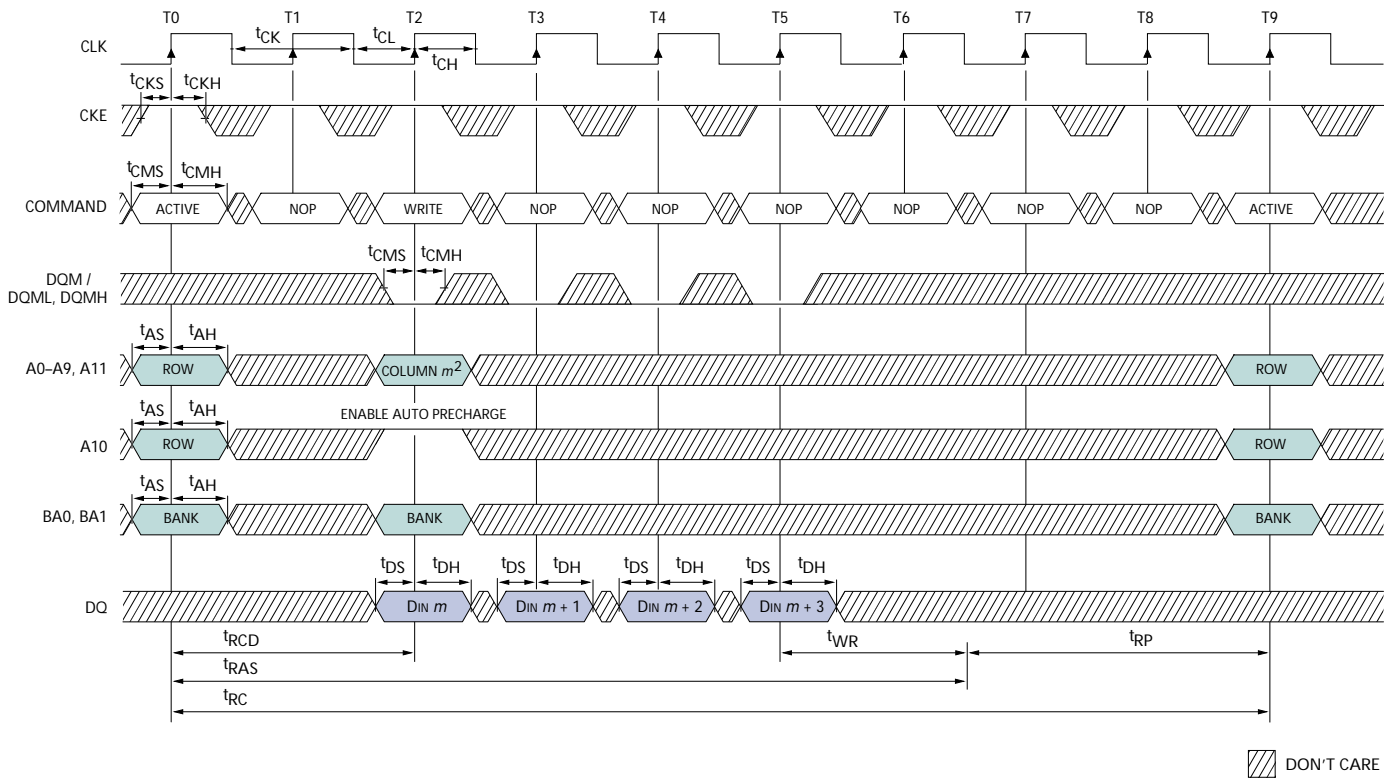 T0 T1 T2 T3 T4 T5 T6 T7 T8 T9
CLK
tCK tCL
tCH
tCKS tCKH
CKE
tCMS tCMH
COMMAND ACTIVE NOP WRITE NOP NOP NOP NOP NOP NOP ACTIVE
tCMS tCMH
DQM /
DQML, DQMH
tAS tAH
A0–A9, A11 ROW COLUMN m2 ROW
ENABLE AUTO PRECHARGE
tAS tAH
A10 ROW ROW
tAS tAH
BA0, BA1 BANK BANK BANK
tDS tDH tDS tDH tDS tDH tDS tDH
DQ DIN m DIN m + 1 DIN m + 2 DIN m + 3
tRCD tWR tRP
tRAS
tRC
DON'T CARE